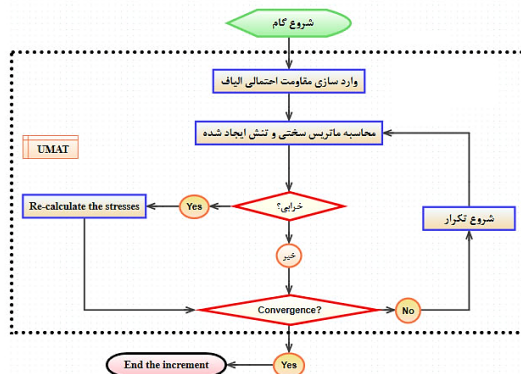 شروع گام
وارد سازی مقاومت احتمالی الیاف
محاسبه ماتریس سختی و تنش ایجاد شده
UMAT
خرابی؟
Yes
Re-calculate the stresses
شروع تکرار
خیر
Convergence?
No
Yes
End the increment